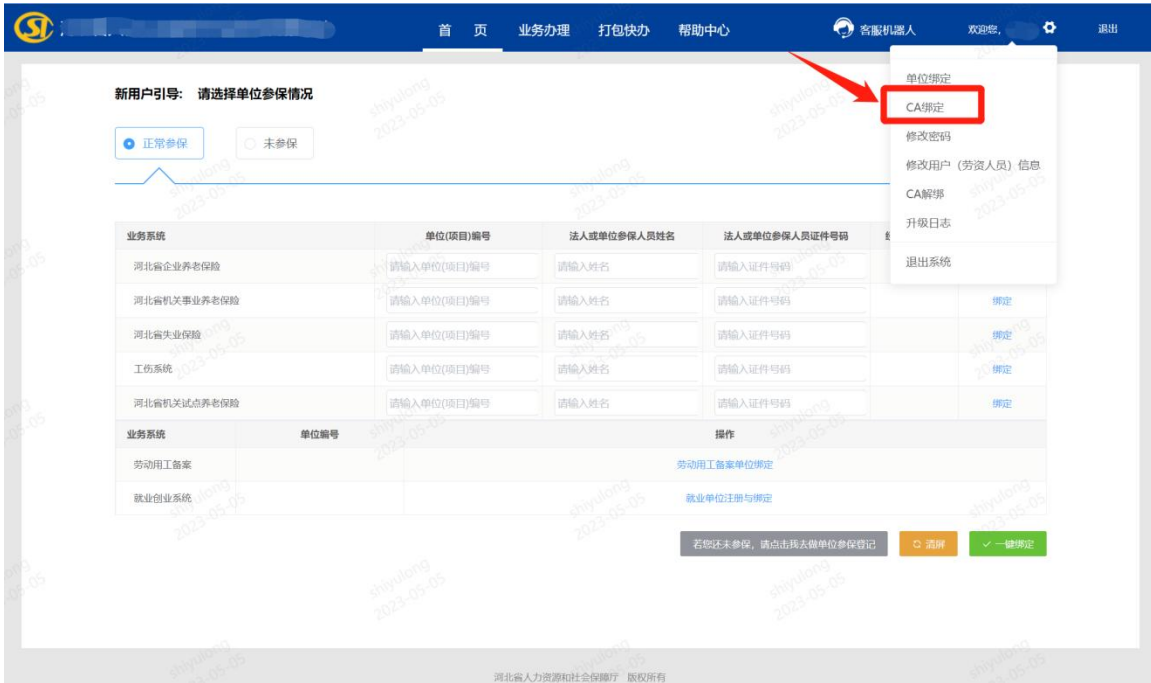 首 页 业务办理 打包快办 帮助中心 客服机器人 欢迎您, 退出
单位绑定
CA绑定
修改密码
修改用户（劳资人员）信息
CA解绑
升级日志
退出系统
新用户引导: 请选择单位参保情况
正常参保 未参保
业务系统 单位(项目)编号 法人或单位参保人员姓名 法人或单位参保人员证件号码
河北省企业养老保险 请输入单位(项目)编号 请输入姓名 请输入证件号码
河北省机关事业养老保险 请输入单位(项目)编号 请输入姓名 请输入证件号码 绑定
河北省失业保险 请输入单位(项目)编号 请输入姓名 请输入证件号码 绑定
工伤系统 请输入单位(项目)编号 请输入姓名 请输入证件号码 绑定
河北省机关试点养老保险 请输入单位(项目)编号 请输入姓名 请输入证件号码 绑定
业务系统 单位编号 操作
劳动用工备案 劳动用工备案单位绑定
就业创业系统 就业单位注册与绑定
若您还未参保，请点击我去做单位参保登记 清屏 一键绑定
河北省人力资源和社会保障厅 版权所有
shiyulong
2023-05-05